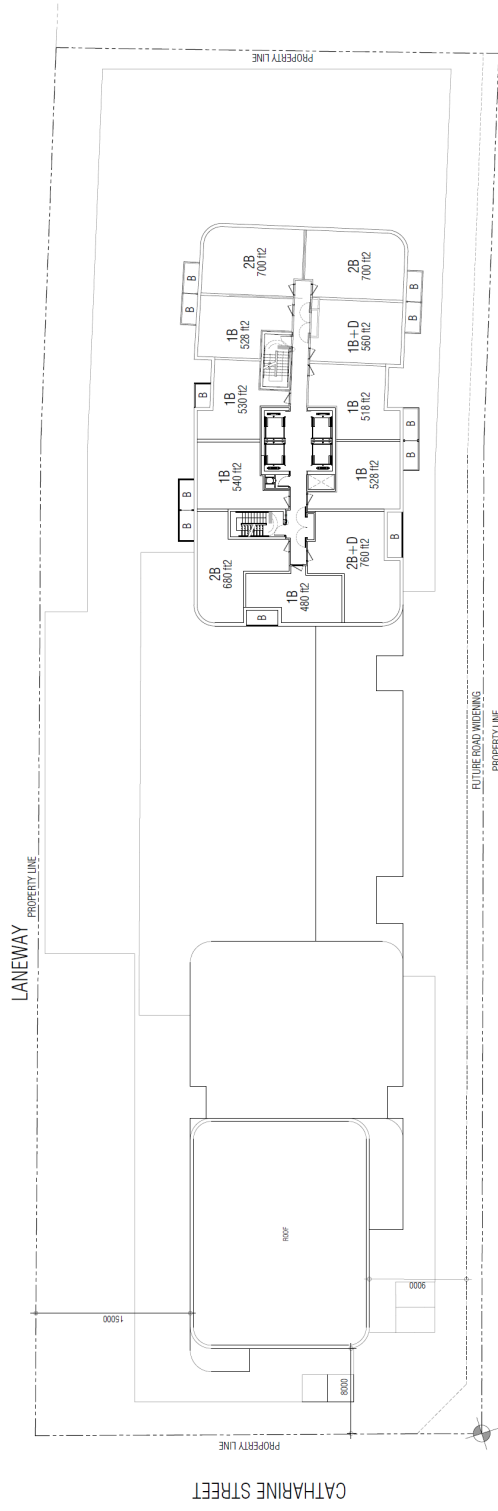 PROPERTY LINE
2B
700 ft2
2B
700 ft2
B
B
B
B
1B
528 ft2
1B+D
560 ft2
B
1B
530 ft2
1B
518 ft2
B
B
1B
540 ft2
1B
528 ft2
B
B
B
2B
680 ft2
1B
480 ft2
2B+D
760 ft2
B
LANEWAY
PROPERTY LINE
FUTURE ROAD WIDENING
PROPERTY LINE
ROOF
15000
9000
8000
PROPERTY LINE
CATHARINE STREET